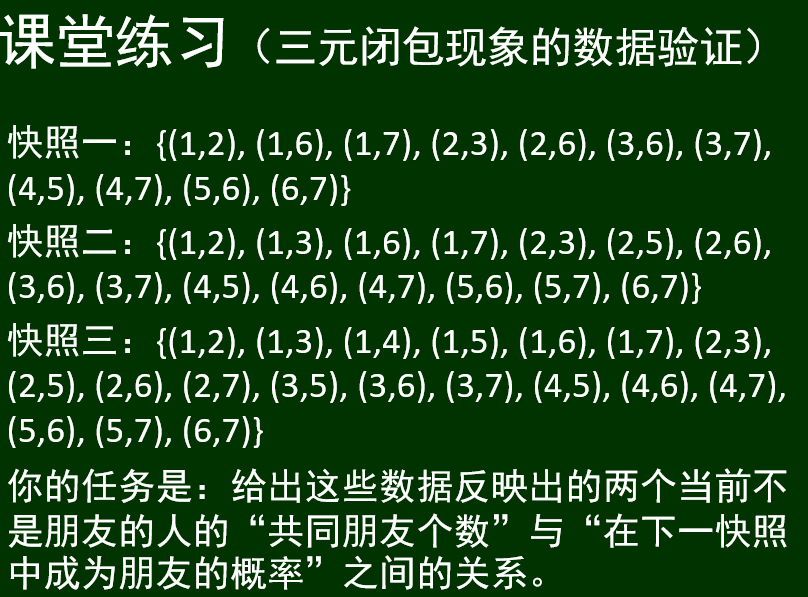 课堂练习（三元闭包现象的数据验证）
快照一：{(1,2), (1,6), (1,7), (2,3), (2,6), (3,6), (3,7),
(4,5), (4,7), (5,6), (6,7)}
快照二：{(1,2), (1,3), (1,6), (1,7), (2,3), (2,5), (2,6),
(3,6), (3,7), (4,5), (4,6), (4,7), (5,6), (5,7), (6,7)}
快照三：{(1,2), (1,3), (1,4), (1,5), (1,6), (1,7), (2,3),
(2,5), (2,6), (2,7), (3,5), (3,6), (3,7), (4,5), (4,6), (4,7),
(5,6), (5,7), (6,7)}
你的任务是：给出这些数据反映出的两个当前不
是朋友的人的“共同朋友个数”与“在下一快照
中成为朋友的概率”之间的关系。